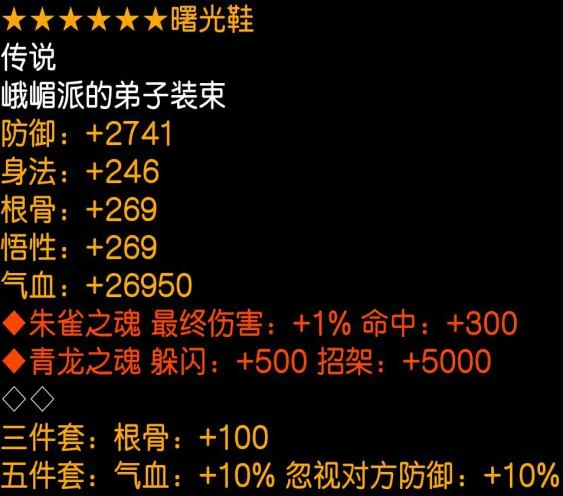 ★★★★★★曙光鞋
传说
峨嵋派的弟子装束
防御：+2741
身法：+246
根骨：+269
悟性：+269
气血：+26950
◆朱雀之魂 最终伤害：+1% 命中：+300
◆青龙之魂 躲闪：+500 招架：+5000
◇◇
三件套：根骨：+100
五件套：气血：+10% 忽视对方防御：+10%